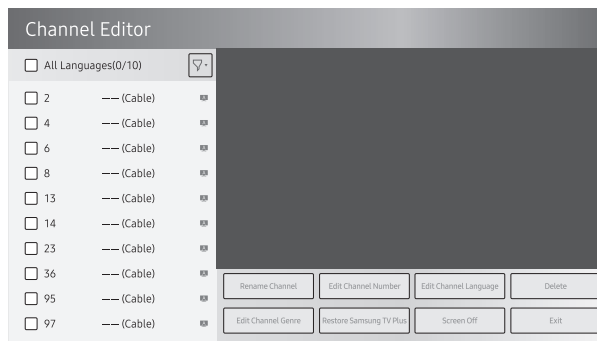 Channel Editor
All Languages(0/10)
2 —— (Cable)
4 —— (Cable)
6 —— (Cable)
8 —— (Cable)
13 —— (Cable)
14 —— (Cable)
23 —— (Cable)
36 —— (Cable)
95 —— (Cable)
97 —— (Cable)
Rename Channel Edit Channel Number Edit Channel Language Delete
Edit Channel Genre Restore Samsung TV Plus Screen Off Exit